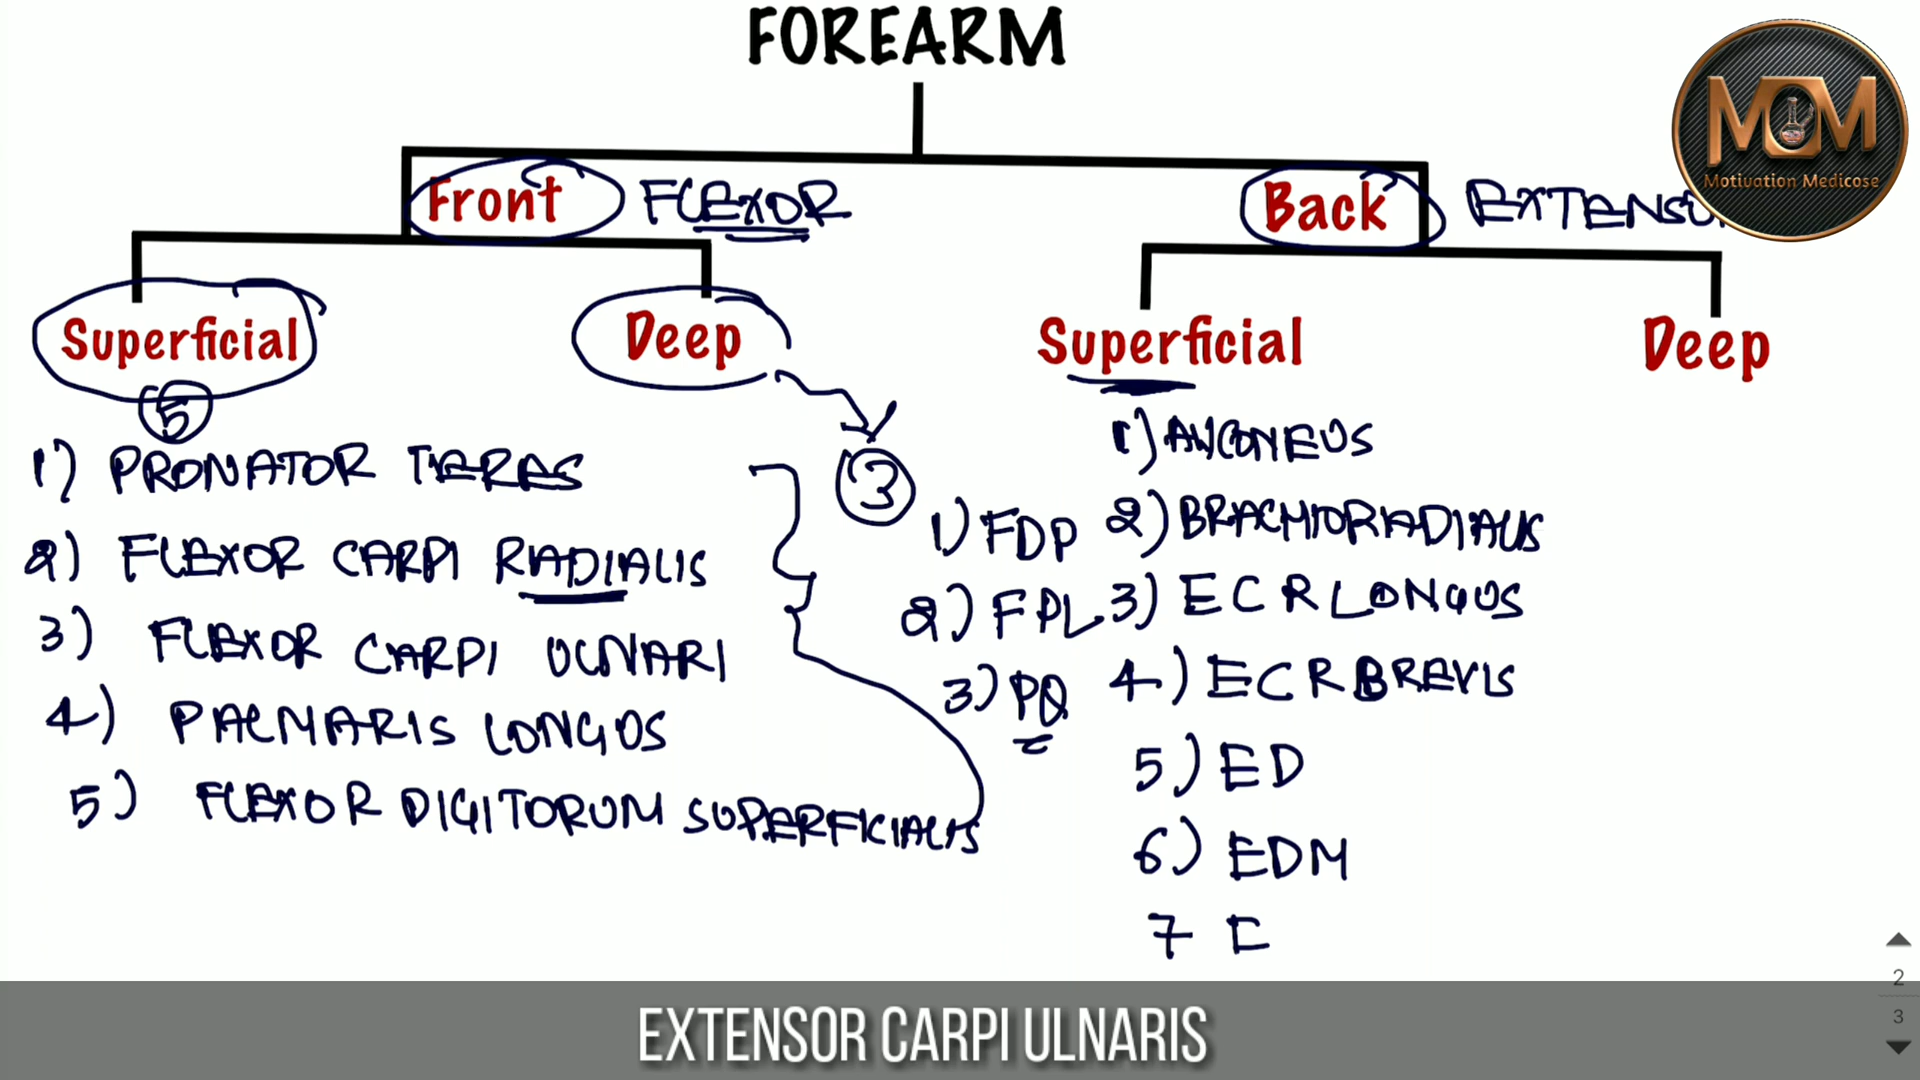 FOREARM
MOM
Motivation Medicose
Front FLEXOR
Back EXTENSO
Superficial
Deep
5
3
1) PRONATOR TERES
2) FLEXOR CARPI RADIALIS
3) FLEXOR CARPI ULNARI
4) PALMARIS LONGUS
5) FLEXOR DIGITORUM SUPERFICIALIS
1) FDP
2) FPL
3) PQ
Superficial
Deep
1) ANCONEUS
2) BRACHIORADIALIS
3) ECR LONGUS
4) ECR BREVIS
5) ED
6) EDM
7 E
2
3
EXTENSOR CARPI ULNARIS